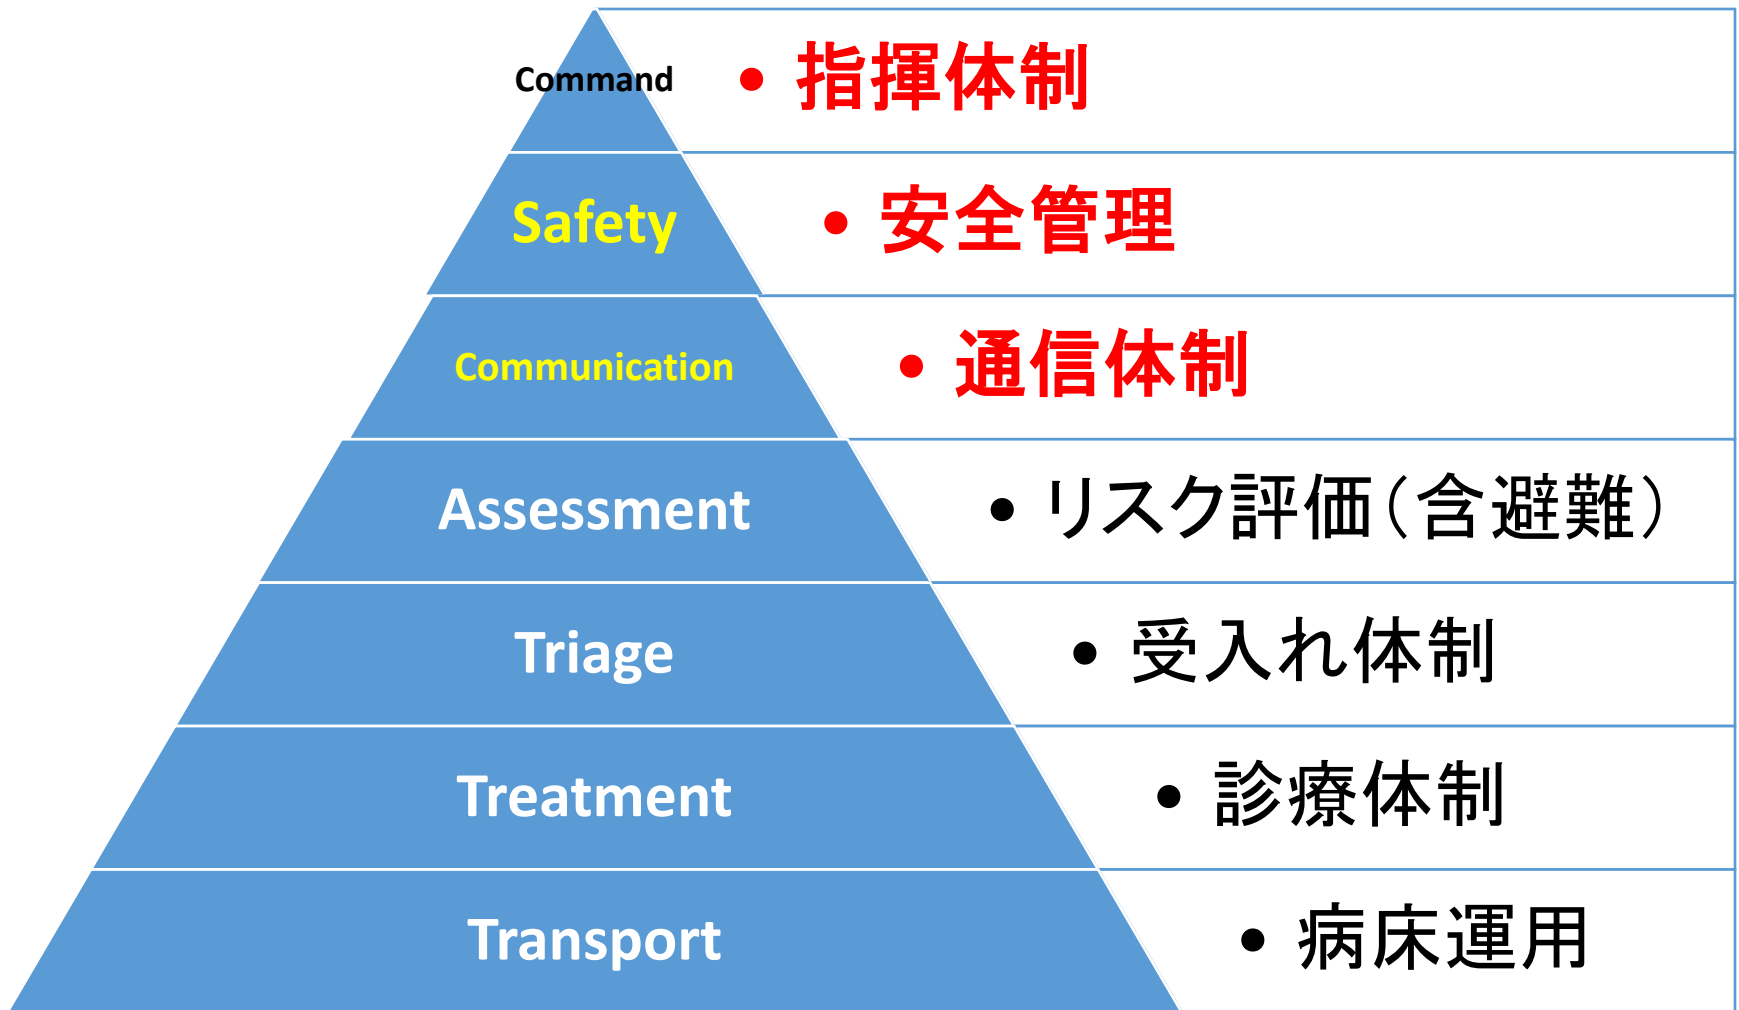 Command
• 指揮体制
Safety
• 安全管理
Communication
• 通信体制
Assessment
• リスク評価（含避難）
Triage
• 受入れ体制
Treatment
• 診療体制
Transport
• 病床運用